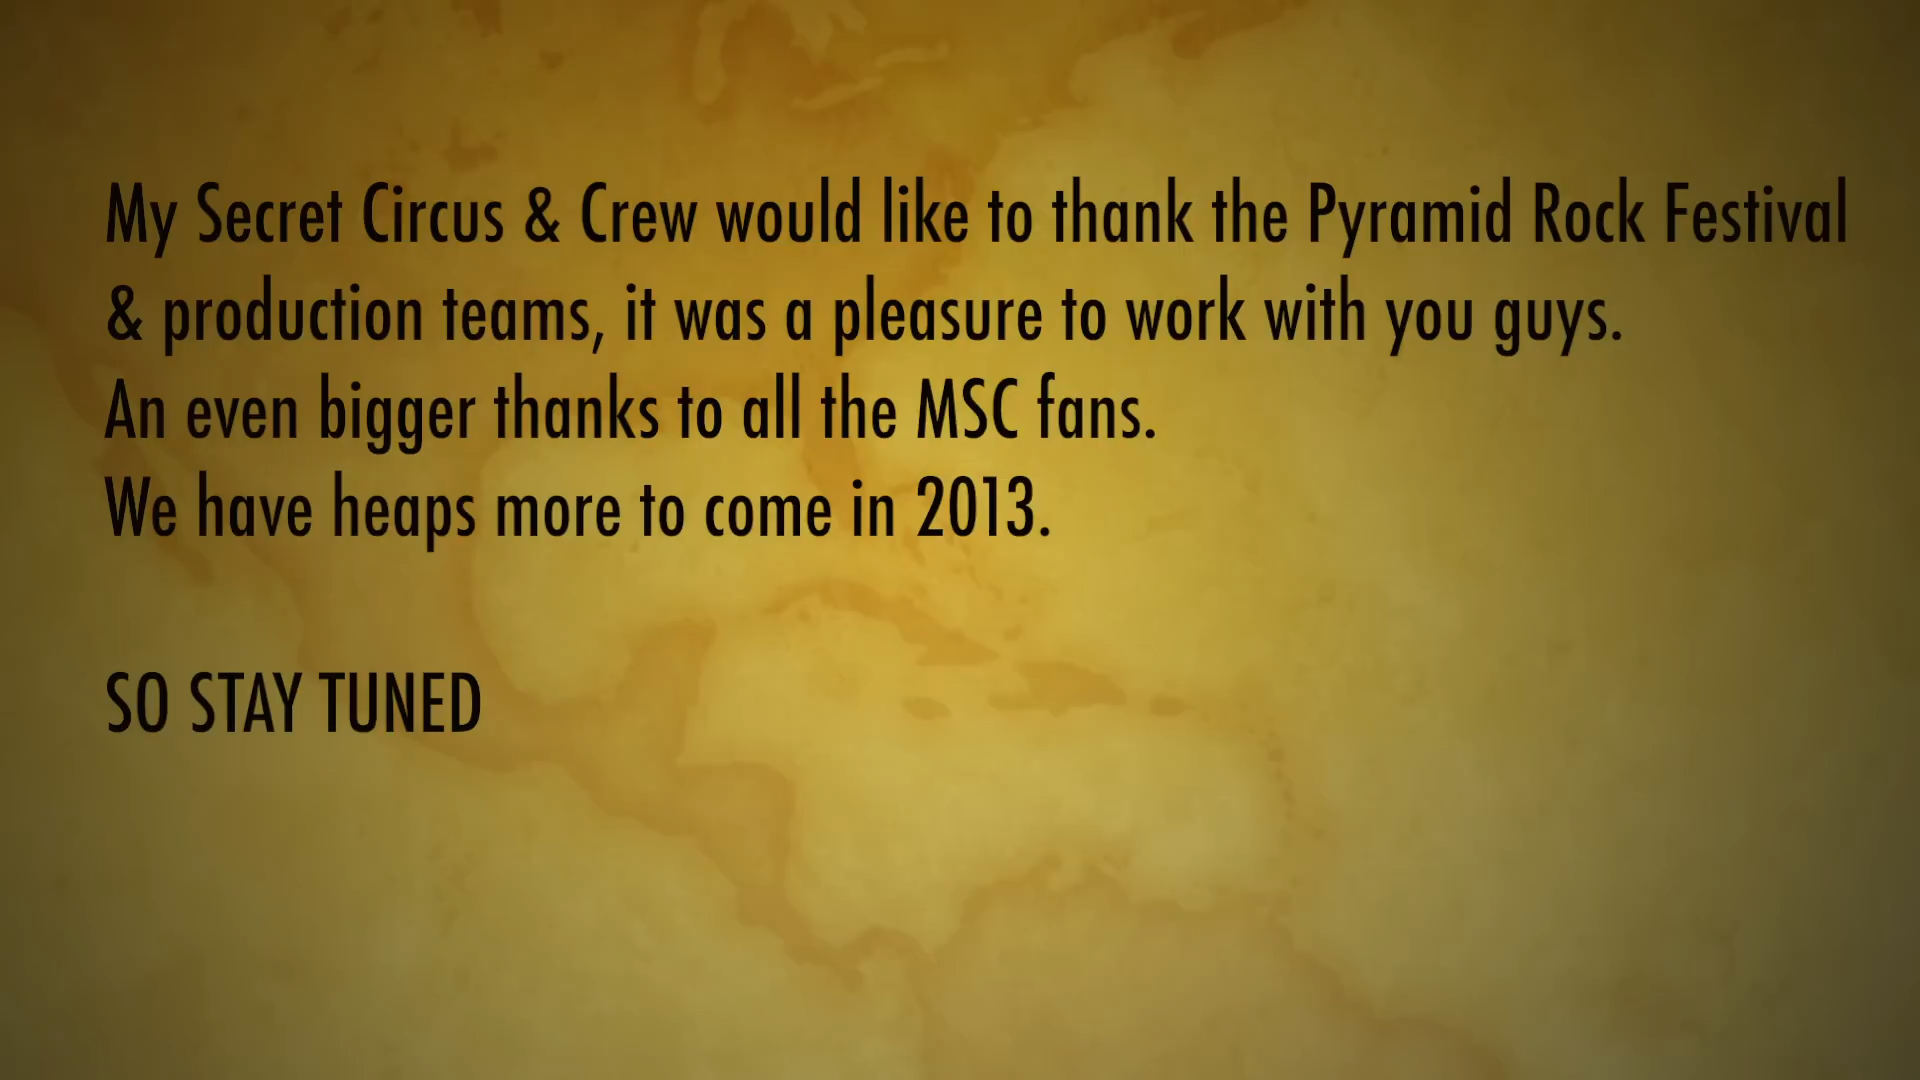 My Secret Circus & Crew would like to thank the Pyramid Rock Festival
& production teams, it was a pleasure to work with you guys.
An even bigger thanks to all the MSC fans.
We have heaps more to come in 2013.
SO STAY TUNED